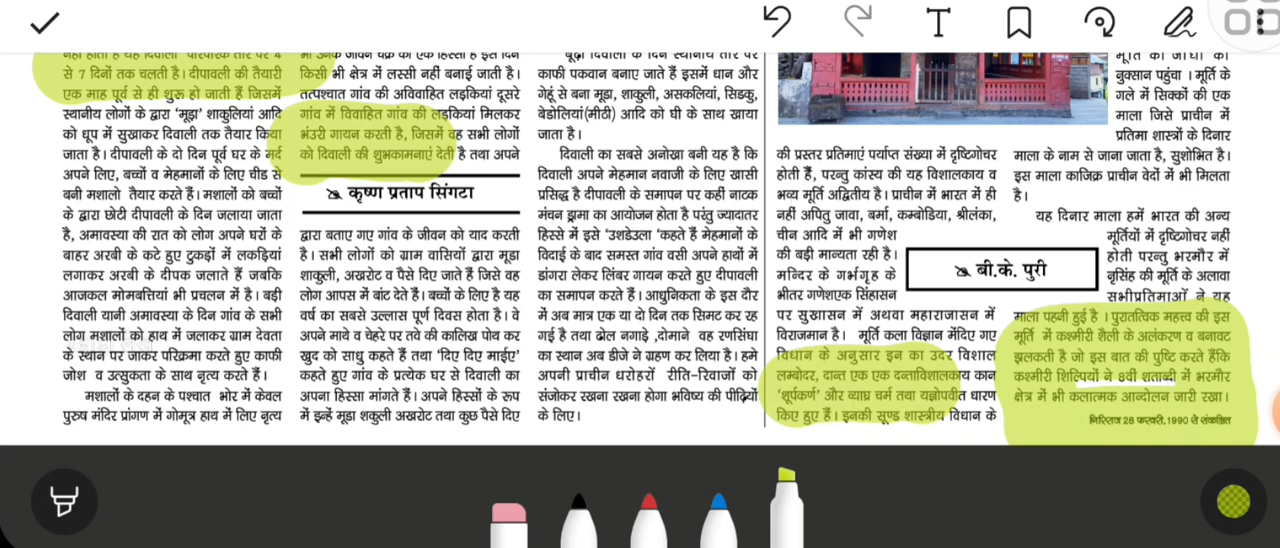 नहीं होता है यह दिवाली पारंपारिक तौर पर 4
से 7 दिनों तक चलती है। दीपावली की तैयारी
एक माह पूर्व से ही शुरू हो जाती हैं जिसमें
स्थानीय लोगों के द्वारा 'मूड़ा' शाकुलियां आदि
को धूप में सुखाकर दिवाली तक तैयार किया
जाता है। दीपावली के दो दिन पूर्व घर के मर्द
अपने लिए, बच्चों व मेहमानों के लिए चीड से
बनी मशालो तैयार करते हैं। मशालों को बच्चों
के द्वारा छोटी दीपावली के दिन जलाया जाता
है, अमावस्या की रात को लोग अपने घरों के
बाहर अरबी के कटे हुए टुकड़ों में लकड़ियां
लगाकर अरबी के दीपक जलाते हैं जबकि
आजकल मोमबत्तियां भी प्रचलन में है। बड़ी
दिवाली यानी अमावस्या के दिन गांव के सभी
लोग मशालों को हाथ में जलाकर ग्राम देवता
के स्थान पर जाकर परिक्रमा करते हुए काफी
जोश व उत्सुकता के साथ नृत्य करते हैं।
मशालों के दहन के पश्चात भोर में केवल
पुरुष मंदिर प्रांगण में गोमूत्र हाथ में लिए नृत्य
भी उनके जीवन चक्र का एक हिस्सा है इस दिन
किसी भी क्षेत्र में लस्सी नहीं बनाई जाती है।
तत्पश्चात गांव की अविवाहित लड़कियां दूसरे
गांव में विवाहित गांव की लड़कियां मिलकर
भंउरी गायन करती है, जिसमें वह सभी लोगों
को दिवाली की शुभकामनाएं देती है तथा अपने
कृष्ण प्रताप सिंगटा
द्वारा बताए गए गांव के जीवन को याद करती
है। सभी लोगों को ग्राम वासियों द्वारा मूडा
शाकुली, अखरोट व पैसे दिए जाते हैं जिसे वह
लोग आपस में बांट देते हैं। बच्चों के लिए है यह
वर्ष का सबसे उल्लास पूर्ण दिवस होता है। वे
अपने माथे व चेहरे पर तवे की कालिख पोथ कर
खुद को साधु कहते हैं तथा 'दिए दिए माईए'
कहते हुए गांव के प्रत्येक घर से दिवाली का
अपना हिस्सा मांगते हैं। अपने हिस्सों के रूप
में इन्हें मूड़ा शकुली अखरोट तथा कुछ पैसे दिए
बूढ़ी दिवाली के दिन स्थानीय तौर पर
काफी पकवान बनाए जाते हैं इसमें धान और
गेहूं से बना मूड़ा, शाकुली, असकलियां, सिडकु,
बेडोलियां(मीठी) आदि को घी के साथ खाया
जाता है।
दिवाली का सबसे अनोखा बनी यह है कि
दिवाली अपने मेहमान नवाजी के लिए खासी
प्रसिद्ध है दीपावली के समापन पर कहीं नाटक
मंचन ड्रामा का आयोजन होता है परंतु ज्यादातर
हिस्से में इसे 'उशडेउला 'कहते हैं मेहमानों के
विदाई के बाद समस्त गांव वसी अपने हाथों में
डांगरा लेकर लिंबर गायन करते हुए दीपावली
का समापन करते हैं। आधुनिकता के इस दौर
में अब मात्र एक या दो दिन तक सिमट कर रह
गई है तथा ढोल नगाड़े ,दोमाने वह रणसिंघा
का स्थान अब डीजे ने ग्रहण कर लिया है। हमे
अपनी प्राचीन धरोहरों रीति-रिवाजों को
संजोकर रखना रखना होगा भविष्य की पीढ़ियों
के लिए।
की प्रस्तर प्रतिमाएं पर्याप्त संख्या में दृष्टिगोचर
होती हैं, परन्तु कांस्य की यह विशालकाय व
भव्य मूर्ति अद्वितीय है। प्राचीन में भारत में ही
नहीं अपितु जावा, बर्मा, कम्बोडिया, श्रीलंका,
चीन आदि में भी गणेश
की बड़ी मान्यता रही है।
मन्दिर के गर्भगृह के
भीतर गणेशएक सिंहासन
पर सुखासन में अथवा महाराजासन में
विराजमान है। मूर्ति कला विज्ञान मेंदिए गए
विधान के अनुसार इन का उदर विशाल
लम्बोदर, दान्त एक एक दन्ताविशालकाय कान
'शूर्पकर्ण' और व्याघ्र चर्म तथा यज्ञोपवीत धारण
किए हुए हैं। इनकी सूण्ड शास्त्रीय विधान के
बी.के. पुरी
मूर्ति की जांघों को
नुक्सान पहुंचा । मूर्ति के
गले में सिक्कों की एक
माला जिसे प्राचीन में
प्रतिमा शास्त्रों के दिनार
माला के नाम से जाना जाता है, सुशोभित है।
इस माला काजिक्र प्राचीन वेदों में भी मिलता
है।
यह दिनार माला हमें भारत की अन्य
मूर्तियों में दृष्टिगोचर नहीं
होती परन्तु भरमौर में
नृसिंह की मूर्ति के अलावा
सभीप्रतिमाओं ने यह
माला पहनी हुई है । पुरातत्विक महत्त्व की इस
मूर्ति में कश्मीरी शैली के अलंकरण व बनावट
झलकती है जो इस बात की पुष्टि करते हैंकि
कश्मीरी शिल्पियों ने 8वीं शताब्दी में भरमौर
क्षेत्र में भी कलात्मक आन्दोलन जारी रखा।
गिरिराज 28 फरवरी, 1990 से संकलित